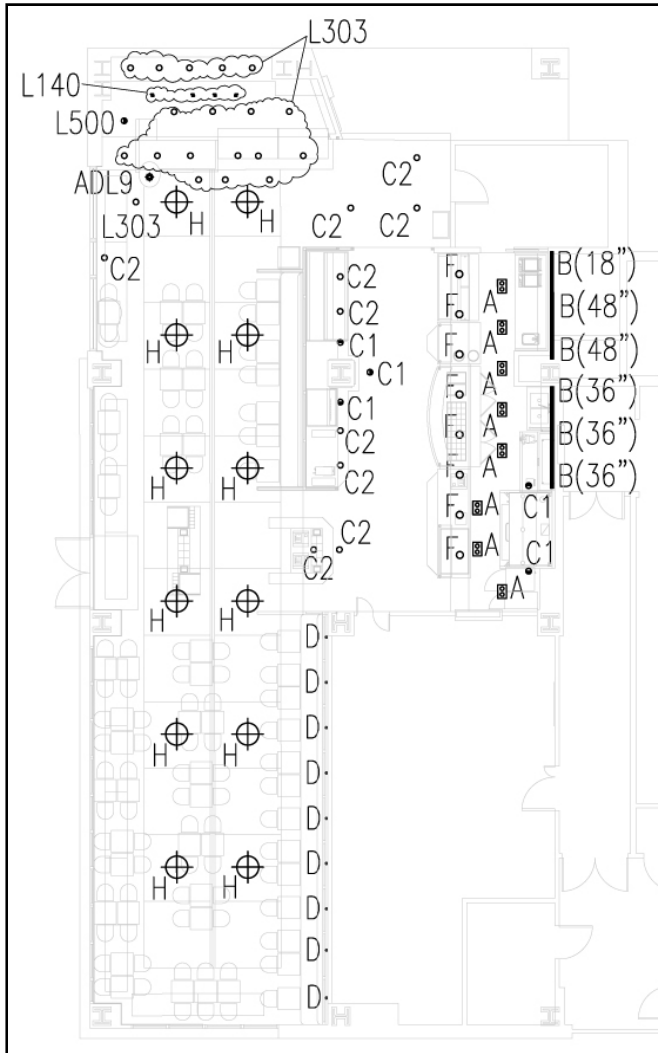 L303
L140
L500
C2
ADL9
H H
L303
C2 C2
C2
B(18")
C2 F A
C2 F A B(48")
H H
C1 F A B(48")
C1
F A B(36")
C1
C2 F A B(36")
H H
C2 F A B(36")
C1
F A
C2
C2 F A
C1
A
H H
D
D
D
H H
D
D
D
H H
D
D
D